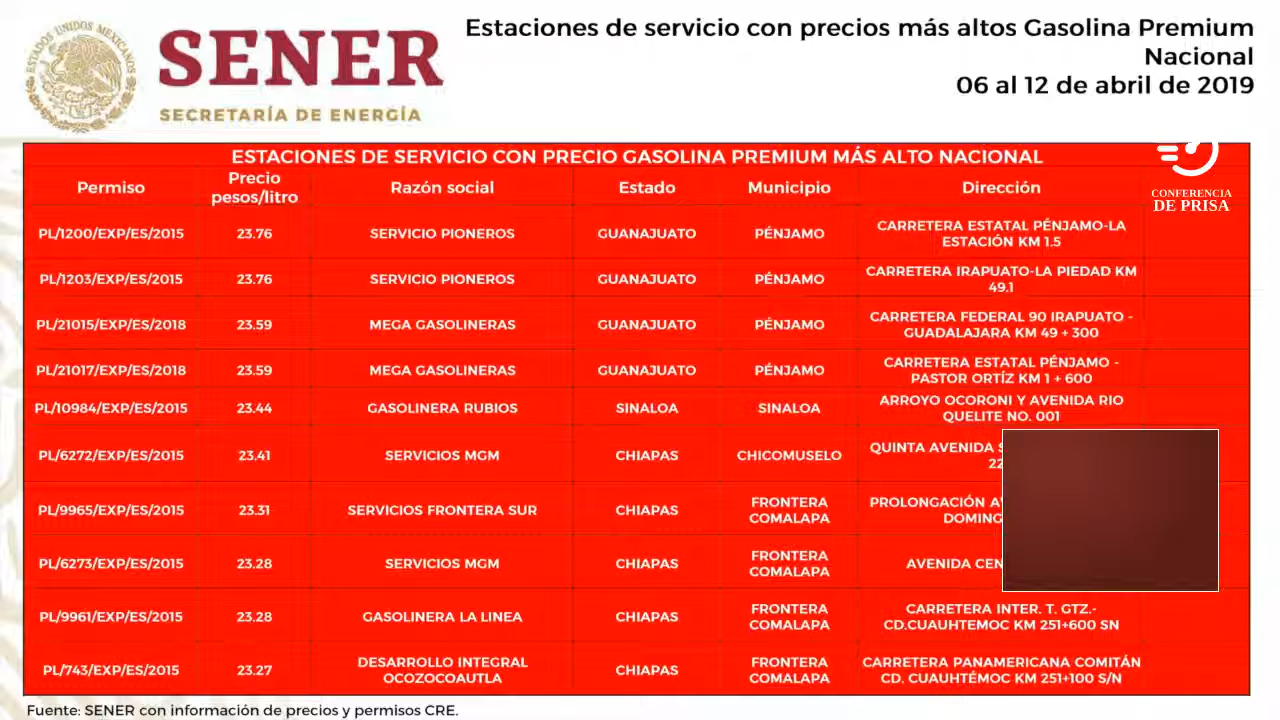 ESTADOS UNIDOS MEXICANOS
SENER
SECRETARÍA DE ENERGÍA
Estaciones de servicio con precios más altos Gasolina Premium
Nacional
06 al 12 de abril de 2019
ESTACIONES DE SERVICIO CON PRECIO GASOLINA PREMIUM MÁS ALTO NACIONAL
CONFERENCIA
DE PRISA
Permiso Precio pesos/litro Razón social Estado Municipio Dirección
PL/1200/EXP/ES/2015 23.76 SERVICIO PIONEROS GUANAJUATO PÉNJAMO CARRETERA ESTATAL PÉNJAMO-LA
ESTACIÓN KM 1.5
PL/1203/EXP/ES/2015 23.76 SERVICIO PIONEROS GUANAJUATO PÉNJAMO CARRETERA IRAPUATO-LA PIEDAD KM
49.1
PL/21015/EXP/ES/2018 23.59 MEGA GASOLINERAS GUANAJUATO PÉNJAMO CARRETERA FEDERAL 90 IRAPUATO -
GUADALAJARA KM 49 + 300
PL/21017/EXP/ES/2018 23.59 MEGA GASOLINERAS GUANAJUATO PÉNJAMO CARRETERA ESTATAL PÉNJAMO -
PASTOR ORTÍZ KM 1 + 600
PL/10984/EXP/ES/2015 23.44 GASOLINERA RUBIOS SINALOA SINALOA ARROYO OCORONI Y AVENIDA RIO
QUELITE NO. 001
PL/6272/EXP/ES/2015 23.41 SERVICIOS MGM CHIAPAS CHICOMUSELO QUINTA AVENIDA
PL/9965/EXP/ES/2015 23.31 SERVICIOS FRONTERA SUR CHIAPAS FRONTERA COMALAPA PROLONGACIÓN
PL/6273/EXP/ES/2015 23.28 SERVICIOS MGM CHIAPAS FRONTERA COMALAPA AVENIDA
PL/9961/EXP/ES/2015 23.28 GASOLINERA LA LINEA CHIAPAS FRONTERA COMALAPA CARRETERA INTER. T. GTZ.-
CD.CUAUHTEMOC KM 251+600 SN
PL/743/EXP/ES/2015 23.27 DESARROLLO INTEGRAL OCOZOCOAUTLA CHIAPAS FRONTERA COMALAPA CARRETERA PANAMERICANA COMITÁN
CD. CUAUHTÉMOC KM 251+100 S/N
Fuente: SENER con información de precios y permisos CRE.